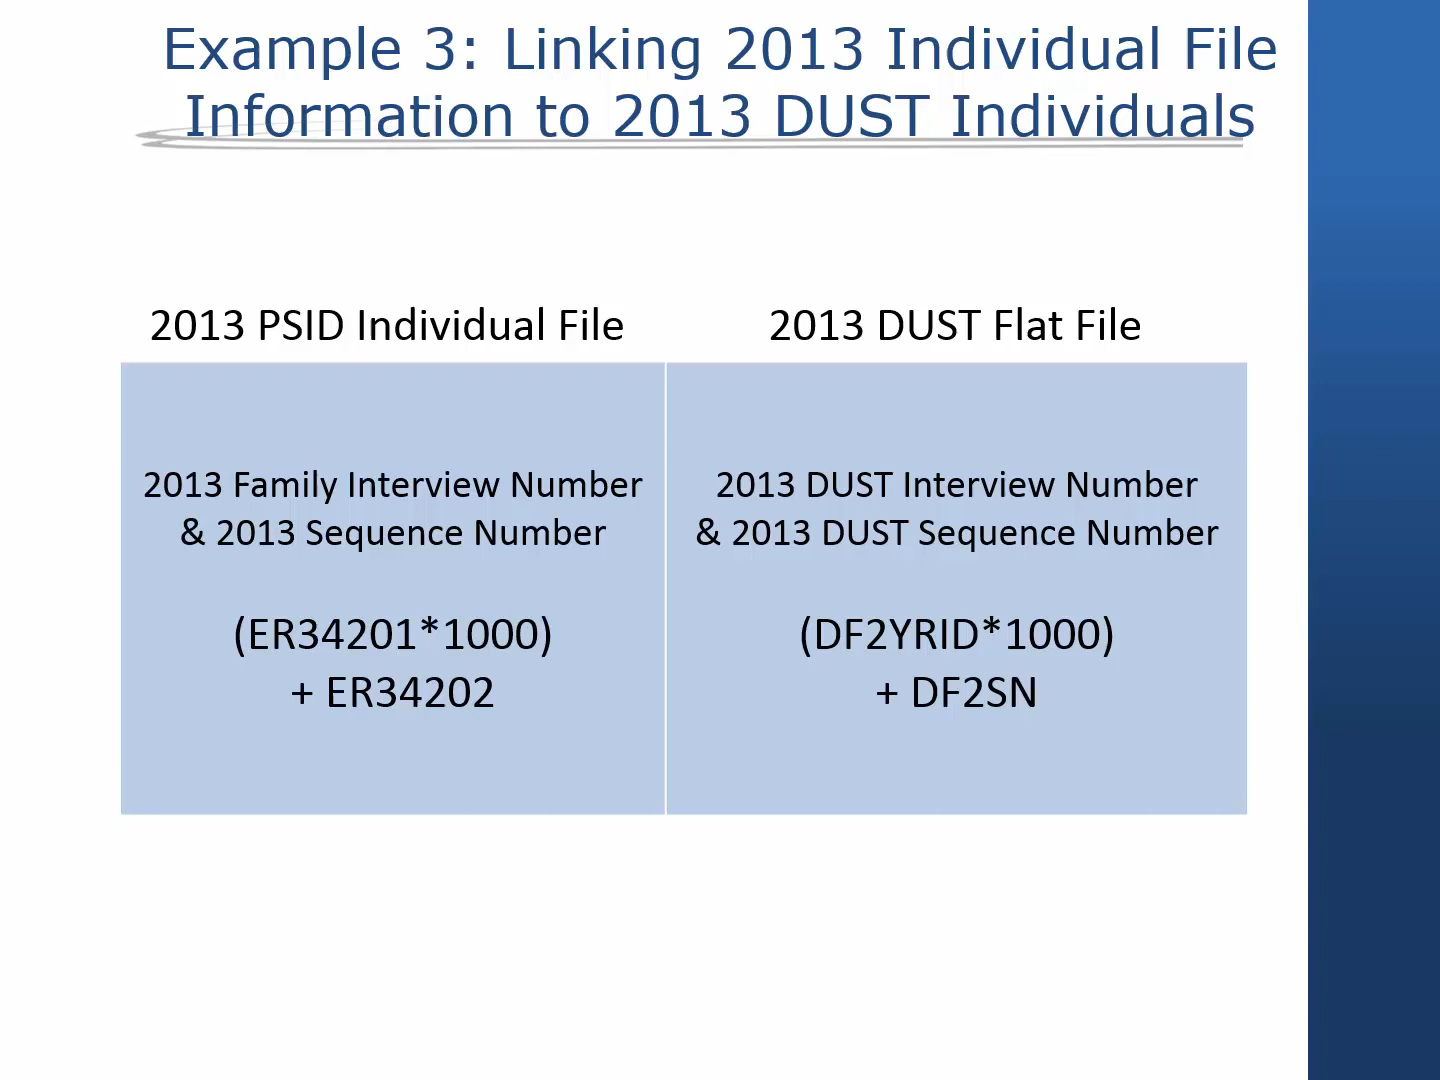 Example 3: Linking 2013 Individual File
Information to 2013 DUST Individuals
2013 PSID Individual File
2013 DUST Flat File
2013 Family Interview Number
& 2013 Sequence Number
(ER34201*1000)
+ ER34202
2013 DUST Interview Number
& 2013 DUST Sequence Number
(DF2YRID*1000)
+ DF2SN